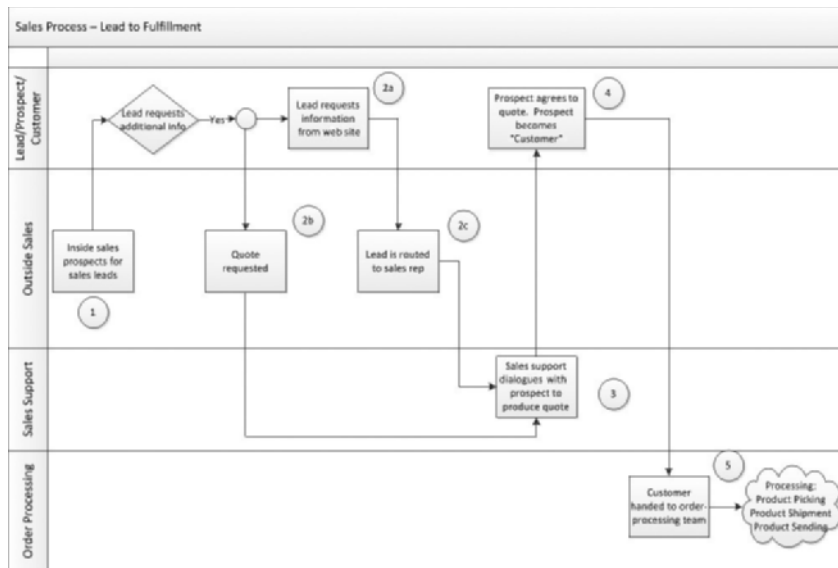 Sales Process – Lead to Fulfillment
Lead/Prospect/
Customer
Lead requests
additional info
Yes
Lead requests
information
from web site
2a
Prospect agrees to
quote. Prospect
becomes
"Customer"
4
Outside Sales
Inside sales
prospects for
sales leads
1
Quote
requested
2b
Lead is routed
to sales rep
2c
Sales Support
Sales support
dialogues with
prospect to
produce quote
3
Order Processing
Customer
handed to order-
processing team
5
Processing:
Product Picking
Product Shipment
Product Sending